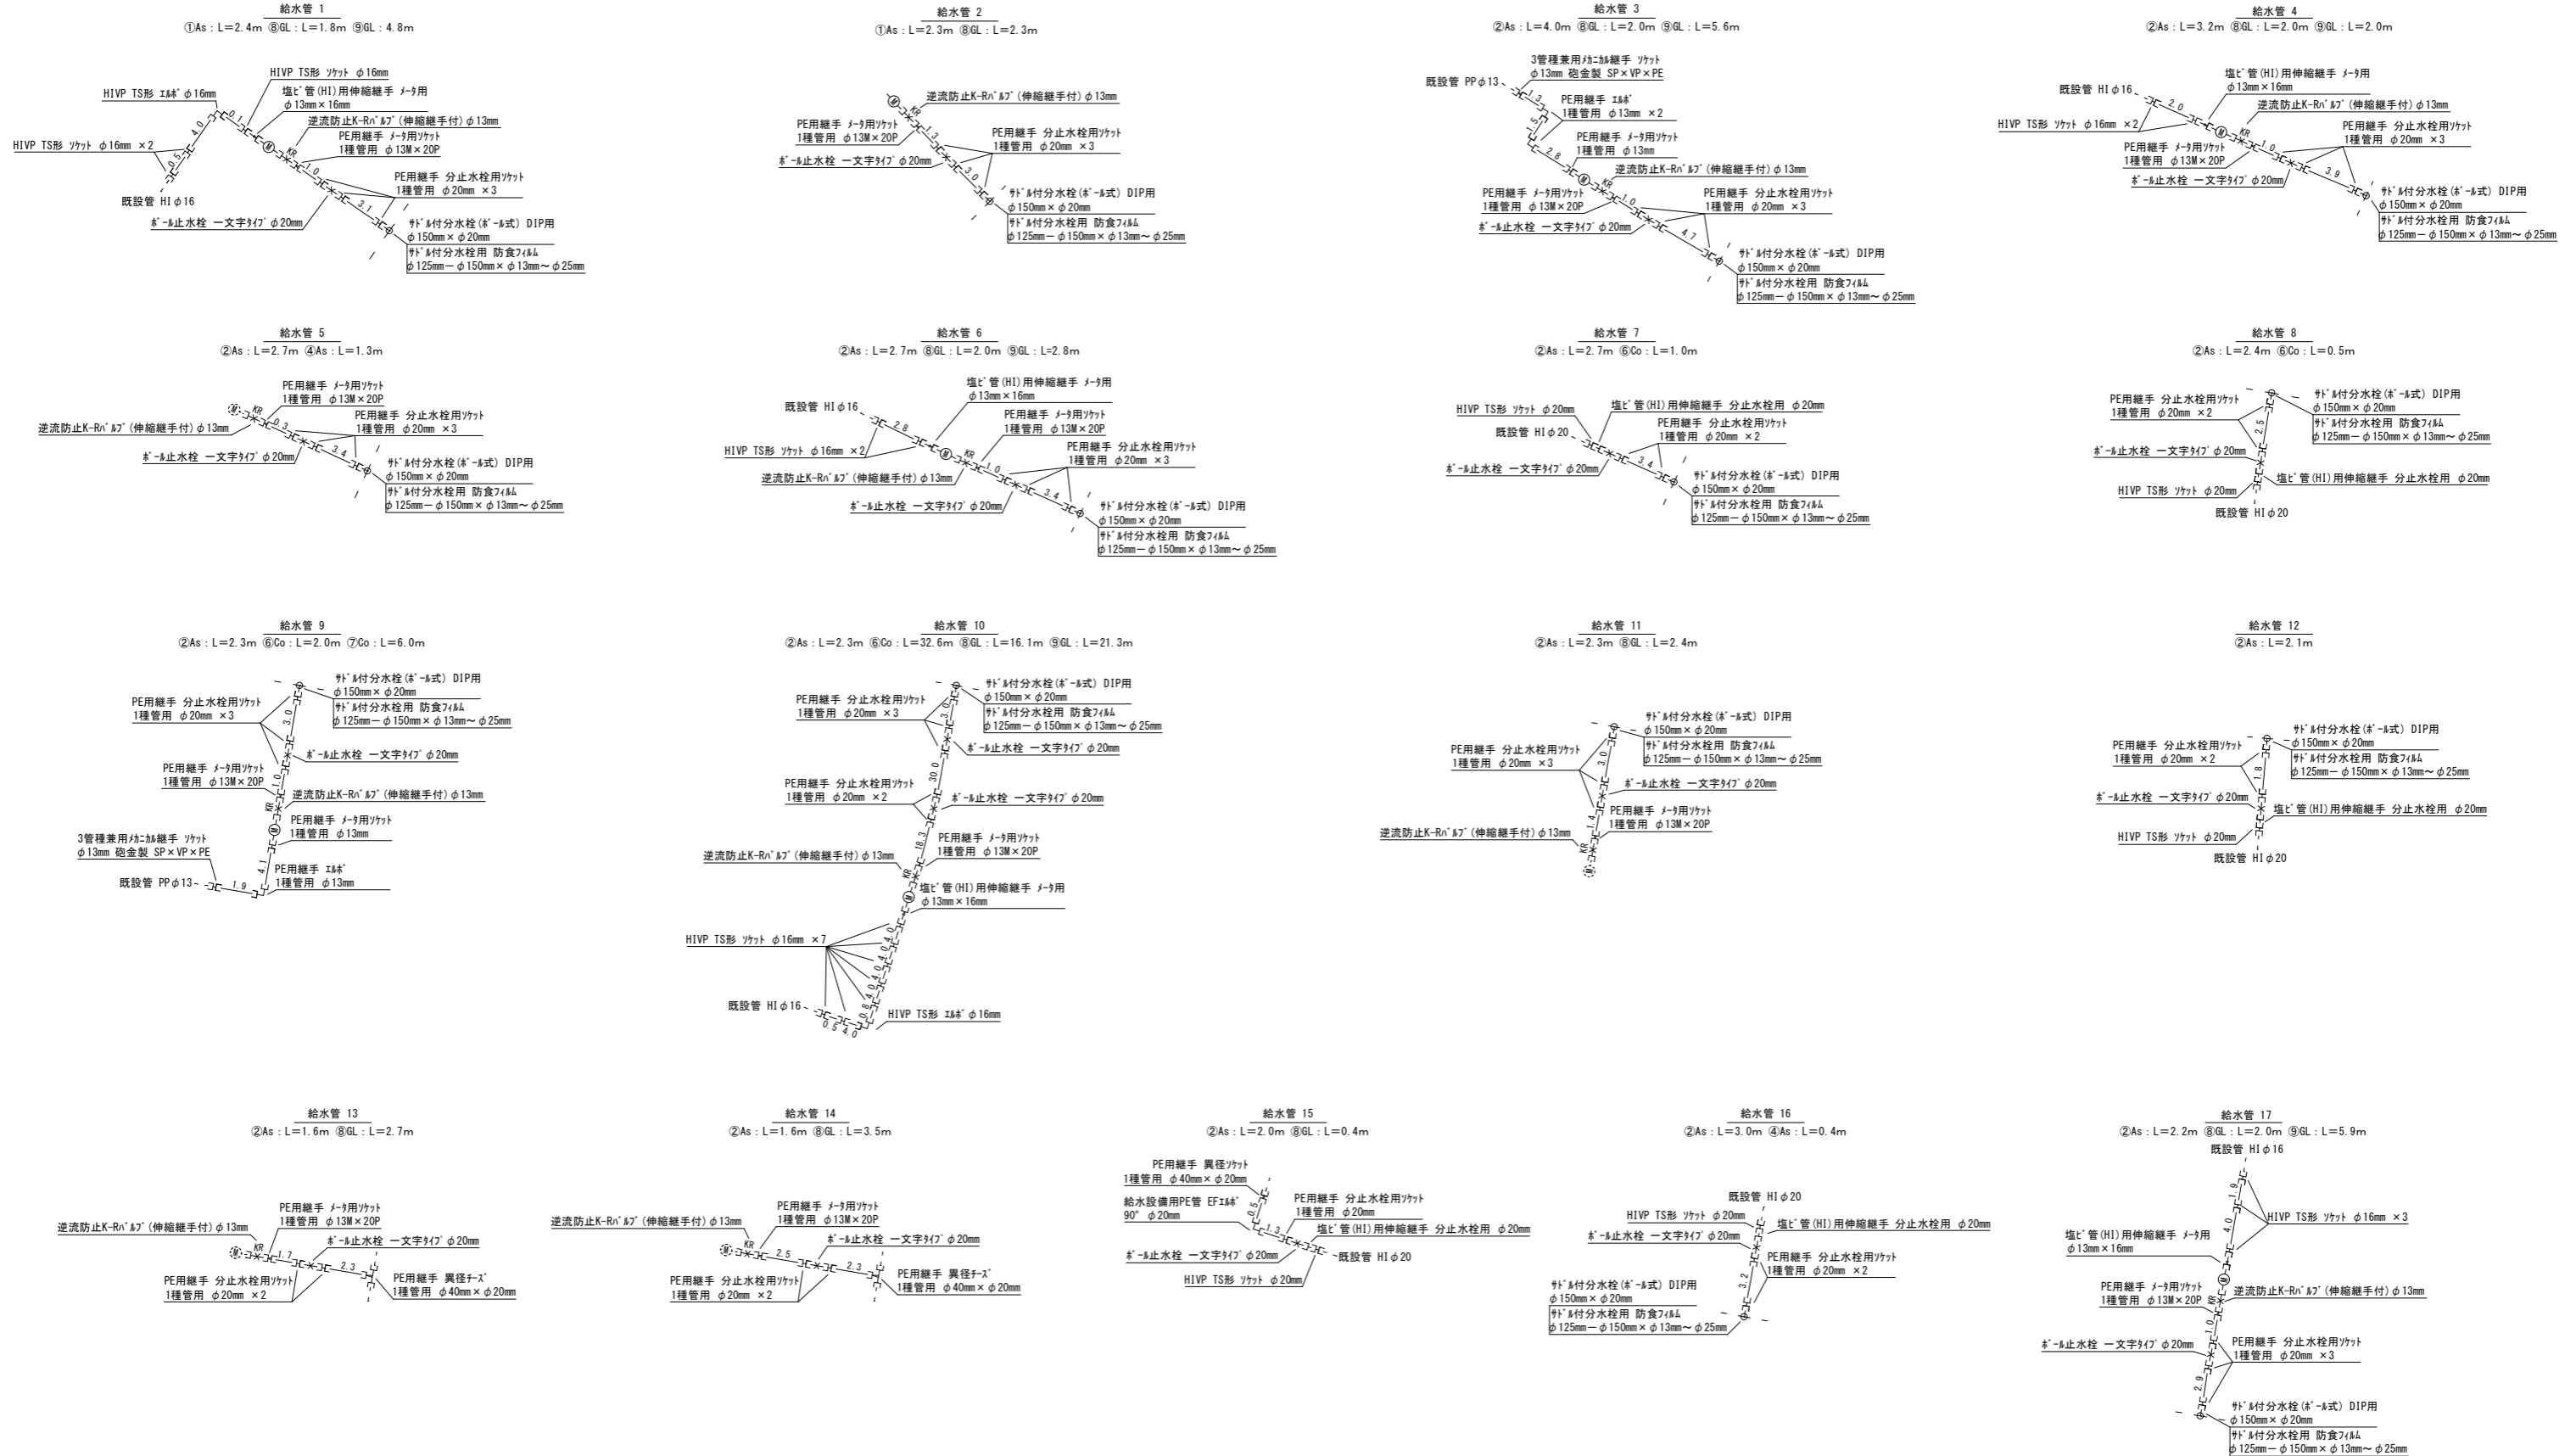 給水管 1
①As：L=2.4m ⑧GL：L=1.8m ⑨GL：4.8m
HIVP TS形 ソケット φ16mm
HIVP TS形 エルボ φ16mm
塩ビ管(HI)用伸縮継手 メータ用
φ13mm×16mm
逆流防止K-Rバルブ(伸縮継手付)φ13mm
PE用継手 メータ用ソケット
1種管用 φ13M×20P
HIVP TS形 ソケット φ16mm ×2
PE用継手 分止水栓用ソケット
1種管用 φ20mm ×3
既設管 HIφ16
ボール止水栓 一文字タイプ φ20mm
サドル付分水栓(ボール式) DIP用
φ150mm×φ20mm
サドル付分水栓用 防食フィルム
φ125mm－φ150mm×φ13mm～φ25mm
0.5
4.0
0.1
M
KR
1.0
3.1
給水管 2
①As：L=2.3m ⑧GL：L=2.3m
逆流防止K-Rバルブ(伸縮継手付)φ13mm
PE用継手 メータ用ソケット
1種管用 φ13M×20P
PE用継手 分止水栓用ソケット
1種管用 φ20mm ×3
ボール止水栓 一文字タイプ φ20mm
サドル付分水栓(ボール式) DIP用
φ150mm×φ20mm
サドル付分水栓用 防食フィルム
φ125mm－φ150mm×φ13mm～φ25mm
M
KR
1.3
3.0
給水管 3
②As：L=4.0m ⑧GL：L=2.0m ⑨GL：L=5.6m
3管種兼用メカニカル継手 ソケット
φ13mm 砲金製 SP×VP×PE
既設管 PPφ13
PE用継手 エルボ
1種管用 φ13mm ×2
PE用継手 メータ用ソケット
1種管用 φ13mm
逆流防止K-Rバルブ(伸縮継手付)φ13mm
PE用継手 メータ用ソケット
1種管用 φ13M×20P
PE用継手 分止水栓用ソケット
1種管用 φ20mm ×3
ボール止水栓 一文字タイプ φ20mm
サドル付分水栓(ボール式) DIP用
φ150mm×φ20mm
サドル付分水栓用 防食フィルム
φ125mm－φ150mm×φ13mm～φ25mm
1.3
1.5
2.8
M
KR
1.0
4.7
給水管 4
②As：L=3.2m ⑧GL：L=2.0m ⑨GL：L=2.0m
塩ビ管(HI)用伸縮継手 メータ用
φ13mm×16mm
既設管 HIφ16
逆流防止K-Rバルブ(伸縮継手付)φ13mm
HIVP TS形 ソケット φ16mm ×2
PE用継手 分止水栓用ソケット
1種管用 φ20mm ×3
PE用継手 メータ用ソケット
1種管用 φ13M×20P
ボール止水栓 一文字タイプ φ20mm
サドル付分水栓(ボール式) DIP用
φ150mm×φ20mm
サドル付分水栓用 防食フィルム
φ125mm－φ150mm×φ13mm～φ25mm
2.0
M
KR
1.0
3.9
給水管 5
②As：L=2.7m ④As：L=1.3m
PE用継手 メータ用ソケット
1種管用 φ13M×20P
逆流防止K-Rバルブ(伸縮継手付)φ13mm
PE用継手 分止水栓用ソケット
1種管用 φ20mm ×3
ボール止水栓 一文字タイプ φ20mm
サドル付分水栓(ボール式) DIP用
φ150mm×φ20mm
サドル付分水栓用 防食フィルム
φ125mm－φ150mm×φ13mm～φ25mm
M
KR
0.3
3.4
給水管 6
②As：L=2.7m ⑧GL：L=2.0m ⑨GL：L=2.8m
塩ビ管(HI)用伸縮継手 メータ用
φ13mm×16mm
既設管 HIφ16
PE用継手 メータ用ソケット
1種管用 φ13M×20P
HIVP TS形 ソケット φ16mm ×2
PE用継手 分止水栓用ソケット
1種管用 φ20mm ×3
逆流防止K-Rバルブ(伸縮継手付)φ13mm
ボール止水栓 一文字タイプ φ20mm
サドル付分水栓(ボール式) DIP用
φ150mm×φ20mm
サドル付分水栓用 防食フィルム
φ125mm－φ150mm×φ13mm～φ25mm
2.8
M
KR
1.0
3.4
給水管 7
②As：L=2.7m ⑥Co：L=1.0m
HIVP TS形 ソケット φ20mm
塩ビ管(HI)用伸縮継手 分止水栓用 φ20mm
既設管 HIφ20
PE用継手 分止水栓用ソケット
1種管用 φ20mm ×2
ボール止水栓 一文字タイプ φ20mm
サドル付分水栓(ボール式) DIP用
φ150mm×φ20mm
サドル付分水栓用 防食フィルム
φ125mm－φ150mm×φ13mm～φ25mm
3.4
給水管 8
②As：L=2.4m ⑥Co：L=0.5m
サドル付分水栓(ボール式) DIP用
φ150mm×φ20mm
サドル付分水栓用 防食フィルム
φ125mm－φ150mm×φ13mm～φ25mm
PE用継手 分止水栓用ソケット
1種管用 φ20mm ×2
ボール止水栓 一文字タイプ φ20mm
塩ビ管(HI)用伸縮継手 分止水栓用 φ20mm
HIVP TS形 ソケット φ20mm
既設管 HIφ20
2.5
給水管 9
②As：L=2.3m ⑥Co：L=2.0m ⑦Co：L=6.0m
サドル付分水栓(ボール式) DIP用
φ150mm×φ20mm
サドル付分水栓用 防食フィルム
φ125mm－φ150mm×φ13mm～φ25mm
PE用継手 分止水栓用ソケット
1種管用 φ20mm ×3
ボール止水栓 一文字タイプ φ20mm
PE用継手 メータ用ソケット
1種管用 φ13M×20P
逆流防止K-Rバルブ(伸縮継手付)φ13mm
PE用継手 メータ用ソケット
1種管用 φ13mm
3管種兼用メカニカル継手 ソケット
φ13mm 砲金製 SP×VP×PE
PE用継手 エルボ
1種管用 φ13mm
既設管 PPφ13
3.0
1.0
KR
M
4.1
1.9
給水管 10
②As：L=2.3m ⑥Co：L=32.6m ⑧GL：L=16.1m ⑨GL：L=21.3m
サドル付分水栓(ボール式) DIP用
φ150mm×φ20mm
サドル付分水栓用 防食フィルム
φ125mm－φ150mm×φ13mm～φ25mm
PE用継手 分止水栓用ソケット
1種管用 φ20mm ×3
ボール止水栓 一文字タイプ φ20mm
PE用継手 分止水栓用ソケット
1種管用 φ20mm ×2
ボール止水栓 一文字タイプ φ20mm
PE用継手 メータ用ソケット
1種管用 φ13M×20P
逆流防止K-Rバルブ(伸縮継手付)φ13mm
塩ビ管(HI)用伸縮継手 メータ用
φ13mm×16mm
HIVP TS形 ソケット φ16mm ×7
既設管 HIφ16
HIVP TS形 エルボ φ16mm
3.0
30.0
18.3
KR
M
4.0
4.0
4.0
4.0
0.8
0.5
4.0
給水管 11
②As：L=2.3m ⑧GL：L=2.4m
サドル付分水栓(ボール式) DIP用
φ150mm×φ20mm
サドル付分水栓用 防食フィルム
φ125mm－φ150mm×φ13mm～φ25mm
PE用継手 分止水栓用ソケット
1種管用 φ20mm ×3
ボール止水栓 一文字タイプ φ20mm
PE用継手 メータ用ソケット
1種管用 φ13M×20P
逆流防止K-Rバルブ(伸縮継手付)φ13mm
3.0
1.4
KR
M
給水管 12
②As：L=2.1m
サドル付分水栓(ボール式) DIP用
φ150mm×φ20mm
サドル付分水栓用 防食フィルム
φ125mm－φ150mm×φ13mm～φ25mm
PE用継手 分止水栓用ソケット
1種管用 φ20mm ×2
ボール止水栓 一文字タイプ φ20mm
塩ビ管(HI)用伸縮継手 分止水栓用 φ20mm
HIVP TS形 ソケット φ20mm
既設管 HIφ20
1.8
給水管 13
②As：L=1.6m ⑧GL：L=2.7m
PE用継手 メータ用ソケット
1種管用 φ13M×20P
逆流防止K-Rバルブ(伸縮継手付)φ13mm
ボール止水栓 一文字タイプ φ20mm
PE用継手 分止水栓用ソケット
1種管用 φ20mm ×2
PE用継手 異径チーズ
1種管用 φ40mm×φ20mm
M
KR
1.7
2.3
給水管 14
②As：L=1.6m ⑧GL：L=3.5m
PE用継手 メータ用ソケット
1種管用 φ13M×20P
逆流防止K-Rバルブ(伸縮継手付)φ13mm
ボール止水栓 一文字タイプ φ20mm
PE用継手 分止水栓用ソケット
1種管用 φ20mm ×2
PE用継手 異径チーズ
1種管用 φ40mm×φ20mm
M
KR
2.5
2.3
給水管 15
②As：L=2.0m ⑧GL：L=0.4m
PE用継手 異径ソケット
1種管用 φ40mm×φ20mm
給水設備用PE管 EFエルボ
90° φ20mm
PE用継手 分止水栓用ソケット
1種管用 φ20mm
塩ビ管(HI)用伸縮継手 分止水栓用 φ20mm
ボール止水栓 一文字タイプ φ20mm
既設管 HIφ20
HIVP TS形 ソケット φ20mm
0.5
1.3
給水管 16
②As：L=3.0m ④As：L=0.4m
既設管 HIφ20
HIVP TS形 ソケット φ20mm
塩ビ管(HI)用伸縮継手 分止水栓用 φ20mm
ボール止水栓 一文字タイプ φ20mm
PE用継手 分止水栓用ソケット
1種管用 φ20mm ×2
サドル付分水栓(ボール式) DIP用
φ150mm×φ20mm
サドル付分水栓用 防食フィルム
φ125mm－φ150mm×φ13mm～φ25mm
3.2
給水管 17
②As：L=2.2m ⑧GL：L=2.0m ⑨GL：L=5.9m
既設管 HIφ16
HIVP TS形 ソケット φ16mm ×3
塩ビ管(HI)用伸縮継手 メータ用
φ13mm×16mm
PE用継手 メータ用ソケット
1種管用 φ13M×20P
逆流防止K-Rバルブ(伸縮継手付)φ13mm
ボール止水栓 一文字タイプ φ20mm
PE用継手 分止水栓用ソケット
1種管用 φ20mm ×3
サドル付分水栓(ボール式) DIP用
φ150mm×φ20mm
サドル付分水栓用 防食フィルム
φ125mm－φ150mm×φ13mm～φ25mm
1.9
4.0
M
KR
1.0
2.9